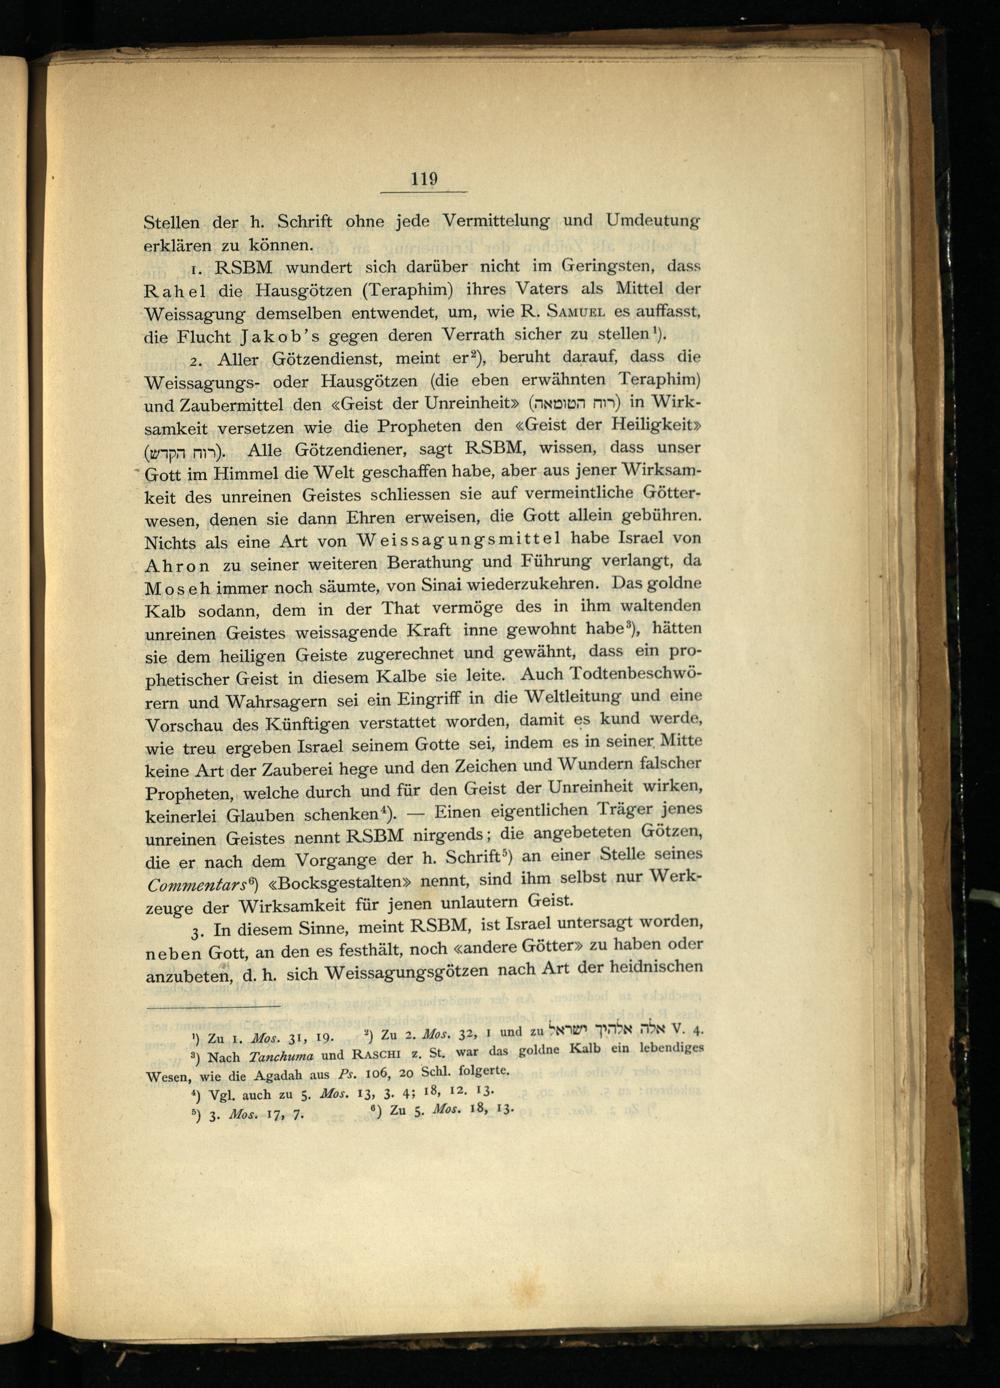 119
Stellen der h. Schrift ohne jede Vermittelung und Umdeutung
erklären zu können.
1. RSBM wundert sich darüber nicht im Geringsten, dass
Rahel die Hausgötzen (Teraphim) ihres Vaters als Mittel der
Weissagung demselben entwendet, um, wie R. SAMUEL es auffasst,
die Flucht Jakob's gegen deren Verrath sicher zu stellen¹).
2. Aller Götzendienst, meint er²), beruht darauf, dass die
Weissagungs- oder Hausgötzen (die eben erwähnten Teraphim)
und Zaubermittel den «Geist der Unreinheit» (רוח הטומאה) in Wirk-
samkeit versetzen wie die Propheten den «Geist der Heiligkeit»
(רוח הקדש). Alle Götzendiener, sagt RSBM, wissen, dass unser
Gott im Himmel die Welt geschaffen habe, aber aus jener Wirksam-
keit des unreinen Geistes schliessen sie auf vermeintliche Götter-
wesen, denen sie dann Ehren erweisen, die Gott allein gebühren.
Nichts als eine Art von Weissagungsmittel habe Israel von
Ahron zu seiner weiteren Berathung und Führung verlangt, da
Moseh immer noch säumte, von Sinai wiederzukehren. Das goldne
Kalb sodann, dem in der That vermöge des in ihm waltenden
unreinen Geistes weissagende Kraft inne gewohnt habe³), hätten
sie dem heiligen Geiste zugerechnet und gewähnt, dass ein pro-
phetischer Geist in diesem Kalbe sie leite. Auch Todtenbeschwö-
rern und Wahrsagern sei ein Eingriff in die Weltleitung und eine
Vorschau des Künftigen verstattet worden, damit es kund werde,
wie treu ergeben Israel seinem Gotte sei, indem es in seiner Mitte
keine Art der Zauberei hege und den Zeichen und Wundern falscher
Propheten, welche durch und für den Geist der Unreinheit wirken,
keinerlei Glauben schenken⁴). — Einen eigentlichen Träger jenes
unreinen Geistes nennt RSBM nirgends; die angebeteten Götzen,
die er nach dem Vorgange der h. Schrift⁵) an einer Stelle seines
Commentars⁶) «Bocksgestalten» nennt, sind ihm selbst nur Werk-
zeuge der Wirksamkeit für jenen unlautern Geist.
3. In diesem Sinne, meint RSBM, ist Israel untersagt worden,
neben Gott, an den es festhält, noch «andere Götter» zu haben oder
anzubeten, d. h. sich Weissagungsgötzen nach Art der heidnischen
¹) Zu 1. Mos. 31, 19. ²) Zu 2. Mos. 32, 1 und zu אלה אלהיך ישראל V. 4.
³) Nach Tanchuma und RASCHI z. St. war das goldne Kalb ein lebendiges
Wesen, wie die Agadah aus Ps. 106, 20 Schl. folgerte.
⁴) Vgl. auch zu 5. Mos. 13, 3. 4; 18, 12. 13.
⁵) 3. Mos. 17, 7. ⁶) Zu 5. Mos. 18, 13.